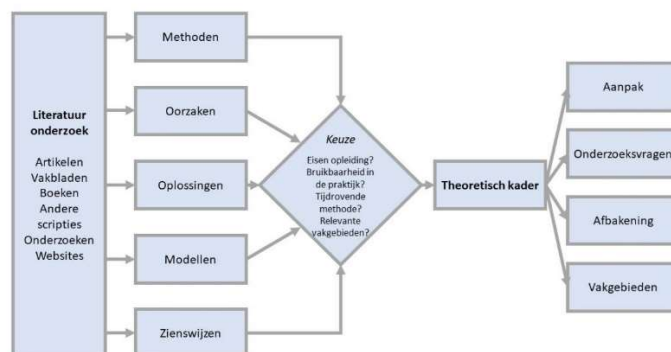 Literatuur
onderzoek
Artikelen
Vakbladen
Boeken
Andere
scripties
Onderzoeken
Websites
Methoden
Oorzaken
Oplossingen
Modellen
Zienswijzen
Keuze
Eisen opleiding?
Bruikbaarheid in
de praktijk?
Tijdrovende
methode?
Relevante
vakgebieden?
Theoretisch kader
Aanpak
Onderzoeksvragen
Afbakening
Vakgebieden